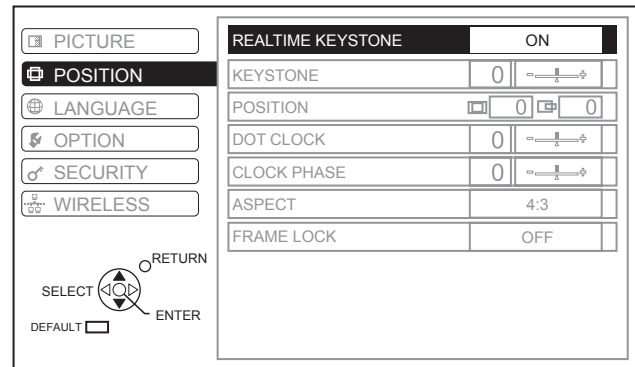 PICTURE
POSITION
LANGUAGE
OPTION
SECURITY
WIRELESS
RETURN
SELECT
ENTER
DEFAULT
REALTIME KEYSTONE ON
KEYSTONE 0
POSITION 0 0
DOT CLOCK 0
CLOCK PHASE 0
ASPECT 4:3
FRAME LOCK OFF